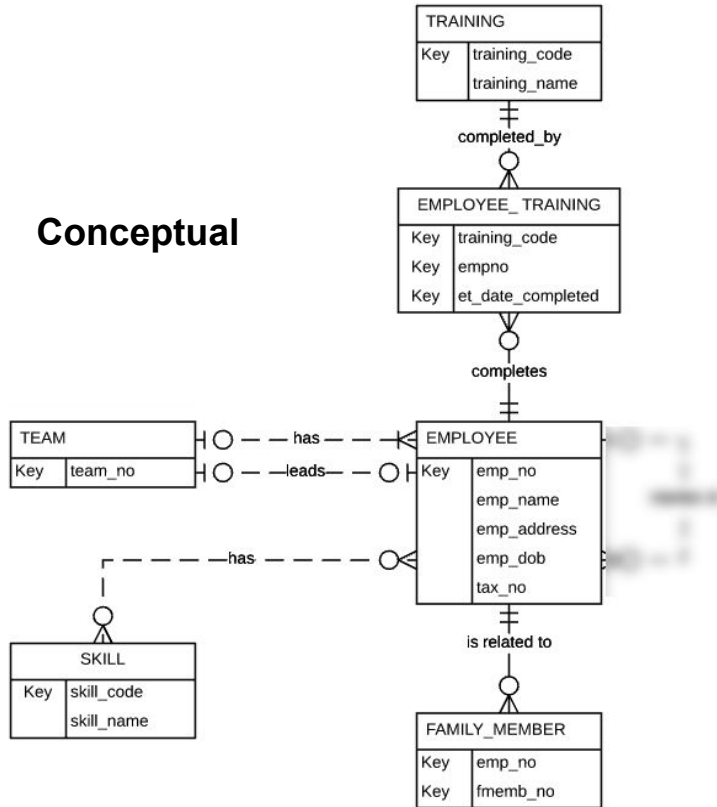 TRAINING
Key training_code
training_name
completed_by
Conceptual
EMPLOYEE_ TRAINING
Key training_code
Key empno
Key et_date_completed
completes
TEAM
Key team_no
has
leads
EMPLOYEE
Key emp_no
emp_name
emp_address
emp_dob
tax_no
has
SKILL
Key skill_code
skill_name
is related to
FAMILY_MEMBER
Key emp_no
Key fmemb_no